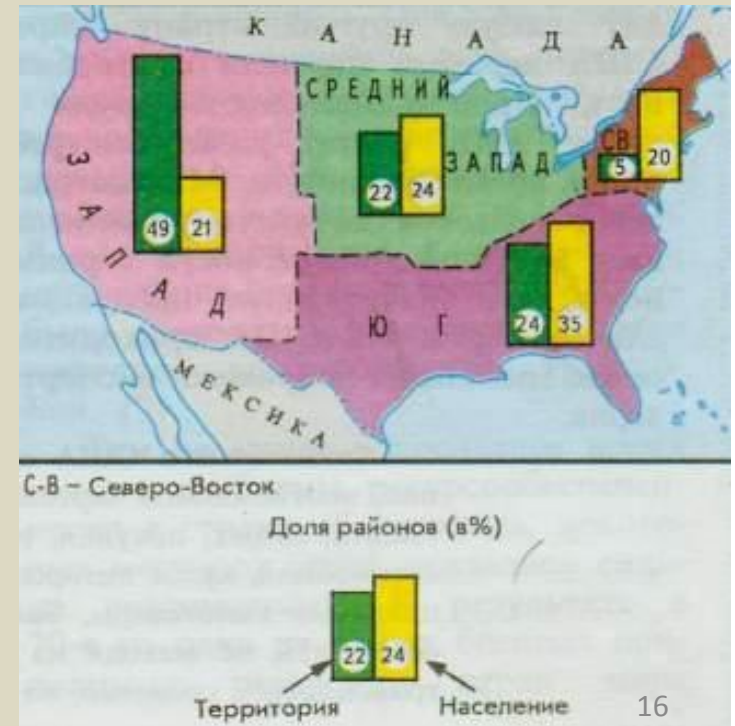 КАНАДА
СРЕДНИЙ
ЗАПАД
СВ
5
20
22
24
49
21
ЗАПАД
24
35
ЮГ
МЕКСИКА
С-В – Северо-Восток
Доля районов (в%)
22
24
Территория
Население
16